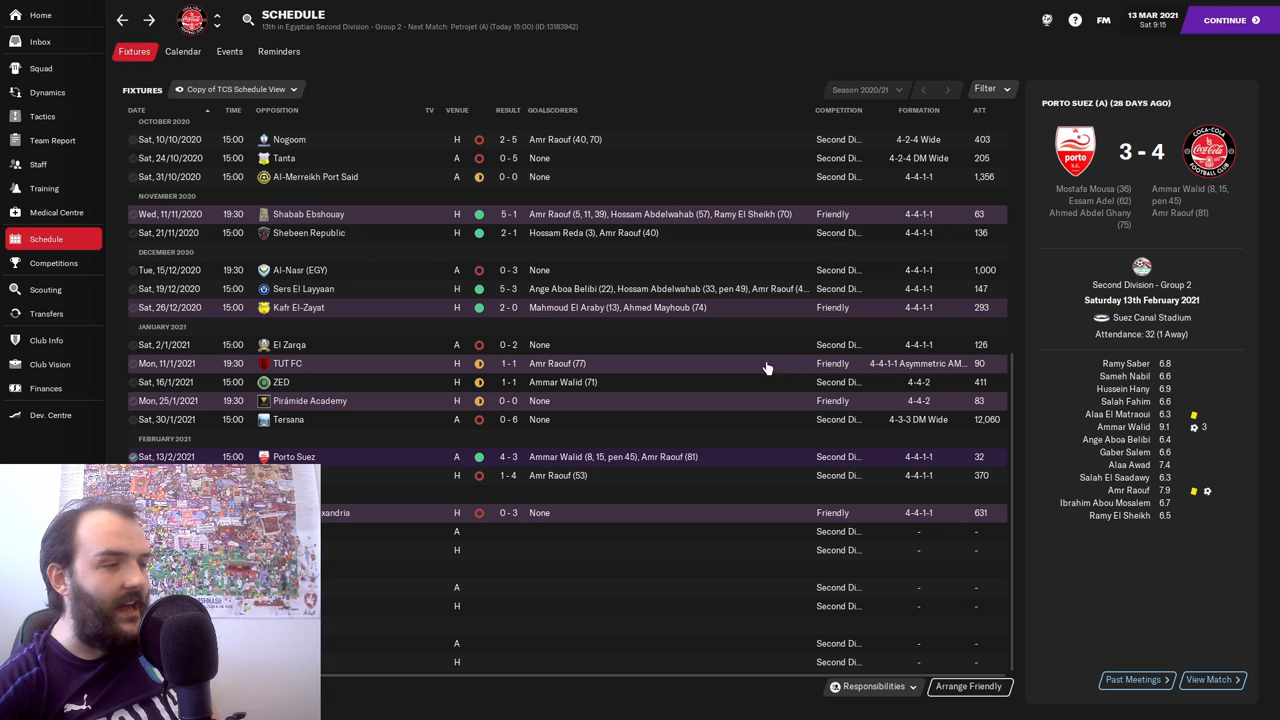 Home
Inbox
Squad
Dynamics
Tactics
Team Report
Staff
Training
Medical Centre
Schedule
Competitions
Scouting
Transfers
Club Info
Club Vision
Finances
Dev. Centre
SCHEDULE
13th in Egyptian Second Division - Group 2 - Next Match: Petrojet (A) (Today 15:00) (ID:13183942)
FM
13 MAR 2021
Sat 9:15
CONTINUE
Fixtures Calendar Events Reminders
FIXTURES Copy of TCS Schedule View Season 2020/21 Filter
DATE TIME OPPOSITION TV VENUE RESULT GOALSCORERS COMPETITION FORMATION ATT
OCTOBER 2020
Sat, 10/10/2020 15:00 Nogoom H 2 - 5 Amr Raouf (40, 70) Second Di... 4-2-4 Wide 403
Sat, 24/10/2020 15:00 Tanta A 0 - 5 None Second Di... 4-2-4 DM Wide 205
Sat, 31/10/2020 15:00 Al-Merreikh Port Said A 0 - 0 None Second Di... 4-4-1-1 1,356
NOVEMBER 2020
Wed, 11/11/2020 19:30 Shabab Ebshouay H 5 - 1 Amr Raouf (5, 11, 39), Hossam Abdelwahab (57), Ramy El Sheikh (70) Friendly 4-4-1-1 63
Sat, 21/11/2020 15:00 Shebeen Republic H 2 - 1 Hossam Reda (3), Amr Raouf (40) Second Di... 4-4-1-1 136
DECEMBER 2020
Tue, 15/12/2020 19:30 Al-Nasr (EGY) A 0 - 3 None Second Di... 4-4-1-1 1,000
Sat, 19/12/2020 15:00 Sers El Layyaan H 5 - 3 Ange Aboa Belibi (22), Hossam Abdelwahab (33, pen 49), Amr Raouf (4... Second Di... 4-4-1-1 147
Sat, 26/12/2020 15:00 Kafr El-Zayat H 2 - 0 Mahmoud El Araby (13), Ahmed Mayhoub (74) Friendly 4-4-1-1 293
JANUARY 2021
Sat, 2/1/2021 15:00 El Zarqa A 0 - 2 None Second Di... 4-4-1-1 126
Mon, 11/1/2021 19:30 TUT FC H 1 - 1 Amr Raouf (77) Friendly 4-4-1-1 Asymmetric AM... 90
Sat, 16/1/2021 15:00 ZED H 1 - 1 Ammar Walid (71) Second Di... 4-4-2 411
Mon, 25/1/2021 19:30 Pirámide Academy H 0 - 0 None Friendly 4-4-2 83
Sat, 30/1/2021 15:00 Tersana A 0 - 6 None Second Di... 4-3-3 DM Wide 12,060
FEBRUARY 2021
Sat, 13/2/2021 15:00 Porto Suez A 4 - 3 Ammar Walid (8, 15, pen 45), Amr Raouf (81) Second Di... 4-4-1-1 32
H 1 - 4 Amr Raouf (53) Second Di... 4-4-1-1 370
xandria H 0 - 3 None Friendly 4-4-1-1 631
A Second Di... - -
H Second Di... - -
A Second Di... - -
H Second Di... - -
A Second Di... - -
H Second Di... - -
Responsibilities Arrange Friendly
PORTO SUEZ (A) (28 DAYS AGO)
porto
S.C.
COCA-COLA
Coca-Cola
FOOTBALL CLUB
3 - 4
Mostafa Mousa (36)
Essam Adel (62)
Ahmed Abdel Ghany
(75)
Ammar Walid (8, 15,
pen 45)
Amr Raouf (81)
Second Division - Group 2
Saturday 13th February 2021
Suez Canal Stadium
Attendance: 32 (1 Away)
Ramy Saber 6.8
Sameh Nabil 6.6
Hussein Hany 6.9
Salah Fahim 6.6
Alaa El Matraoui 6.3
Ammar Walid 9.1 3
Ange Aboa Belibi 6.4
Gaber Salem 6.6
Alaa Awad 7.4
Salah El Saadawy 6.3
Amr Raouf 7.9
Ibrahim Abou Mosalem 6.7
Ramy El Sheikh 6.5
Past Meetings View Match